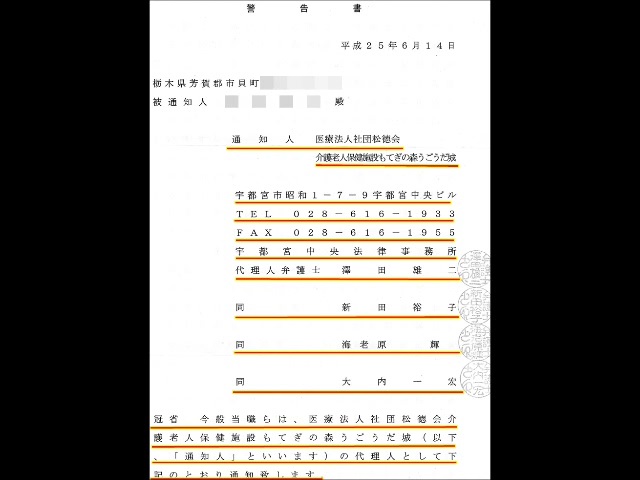 警告書
平成25年6月14日
栃木県芳賀郡市貝町
被通知人 殿
通知人 医療法人社団松徳会
介護老人保健施設もてぎの森うごうだ城
宇都宮市昭和1-7-9宇都宮中央ビル
TEL 028-616-1933
FAX 028-616-1955
宇都宮中央法律事務所
代理人弁護士 澤田雄二
同 新田裕子
同 海老原輝
同 大内一宏
冠省 今般当職らは、医療法人社団松徳会介
護老人保健施設もてぎの森うごうだ城(以下
、「通知人」といいます)の代理人として下
記のとおり通知致します。